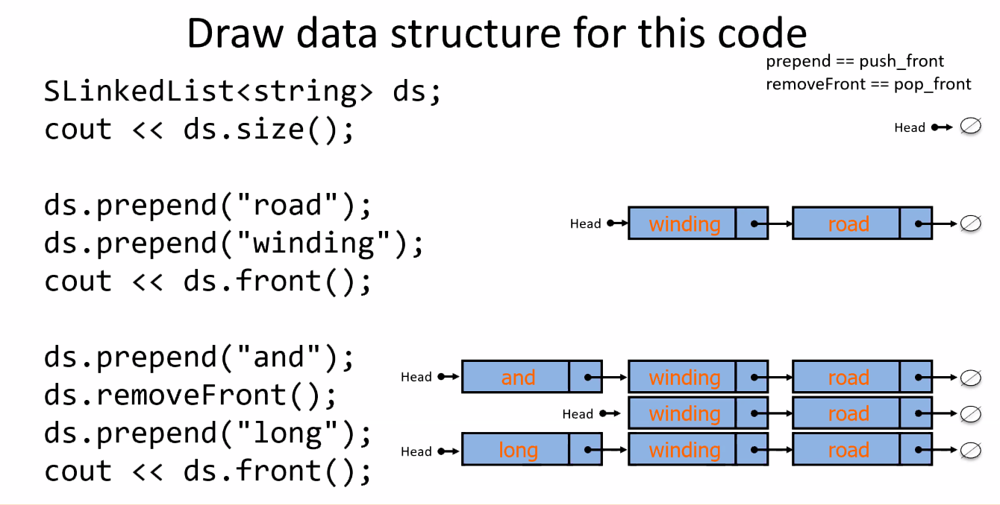 Draw data structure for this code
prepend == push_front
removeFront == pop_front
SLinkedList<string> ds;
cout << ds.size();
Head
ds.prepend("road");
ds.prepend("winding");
cout << ds.front();
Head winding road
ds.prepend("and");
ds.removeFront();
ds.prepend("long");
cout << ds.front();
Head and winding road
Head winding road
Head long winding road